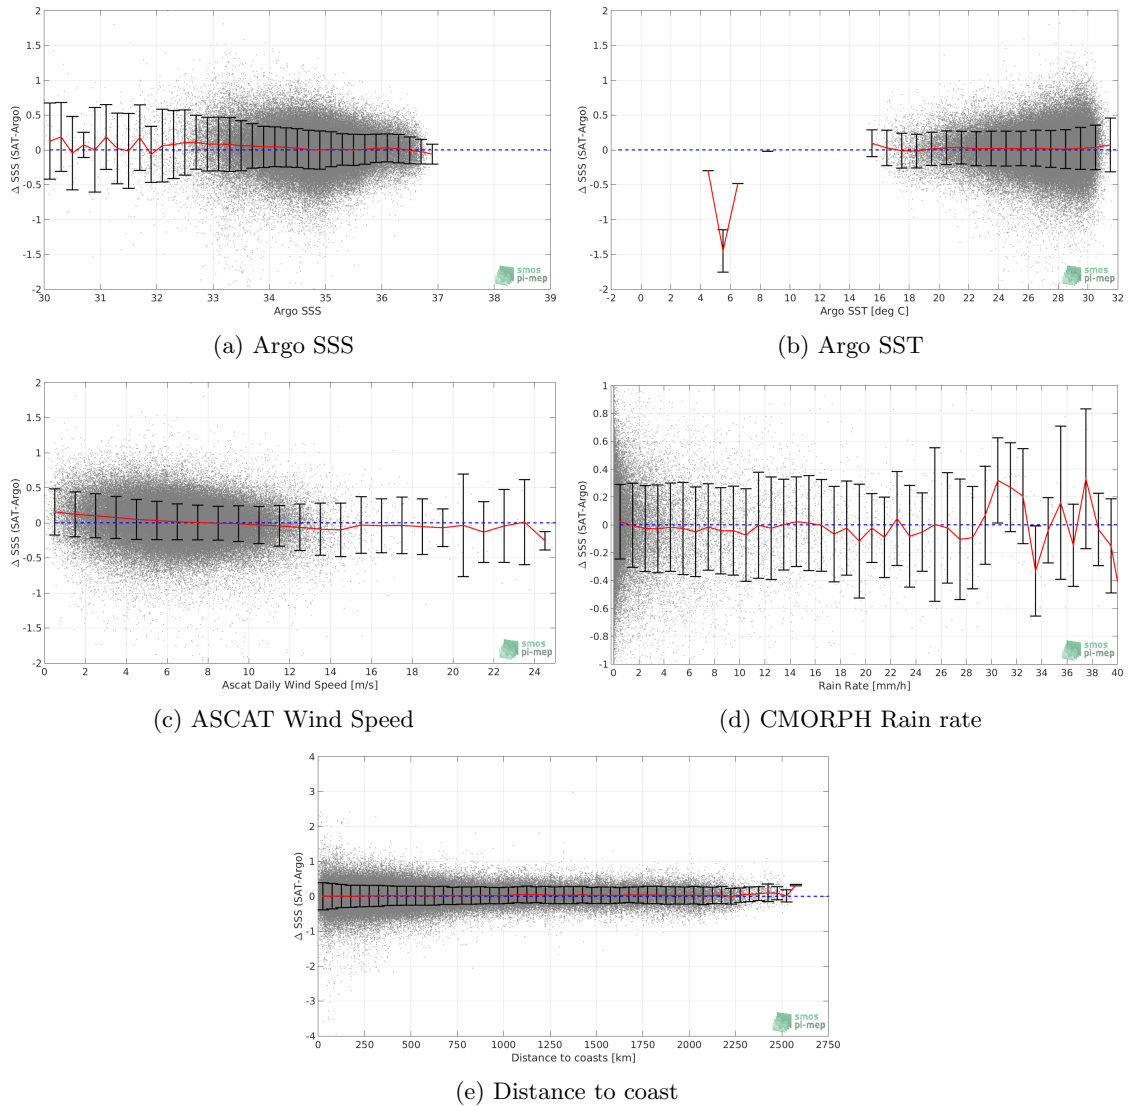 2
1.5
1
0.5
0
-0.5
-1
-1.5
-2
Δ SSS (SAT-Argo)
30 31 32 33 34 35 36 37 38 39
Argo SSS
smos
pi-mep
(a) Argo SSS
2
1.5
1
0.5
0
-0.5
-1
-1.5
-2
Δ SSS (SAT-Argo)
-2 0 2 4 6 8 10 12 14 16 18 20 22 24 26 28 30 32
Argo SST [deg C]
smos
pi-mep
(b) Argo SST
2
1.5
1
0.5
0
-0.5
-1
-1.5
-2
Δ SSS (SAT-Argo)
0 2 4 6 8 10 12 14 16 18 20 22 24
Ascat Daily Wind Speed [m/s]
smos
pi-mep
(c) ASCAT Wind Speed
1
0.8
0.6
0.4
0.2
0
-0.2
-0.4
-0.6
-0.8
-1
Δ SSS (SAT-Argo)
0 2 4 6 8 10 12 14 16 18 20 22 24 26 28 30 32 34 36 38 40
Rain Rate [mm/h]
smos
pi-mep
(d) CMORPH Rain rate
4
3
2
1
0
-1
-2
-3
-4
Δ SSS (SAT-Argo)
0 250 500 750 1000 1250 1500 1750 2000 2250 2500 2750
Distance to coasts [km]
smos
pi-mep
(e) Distance to coast